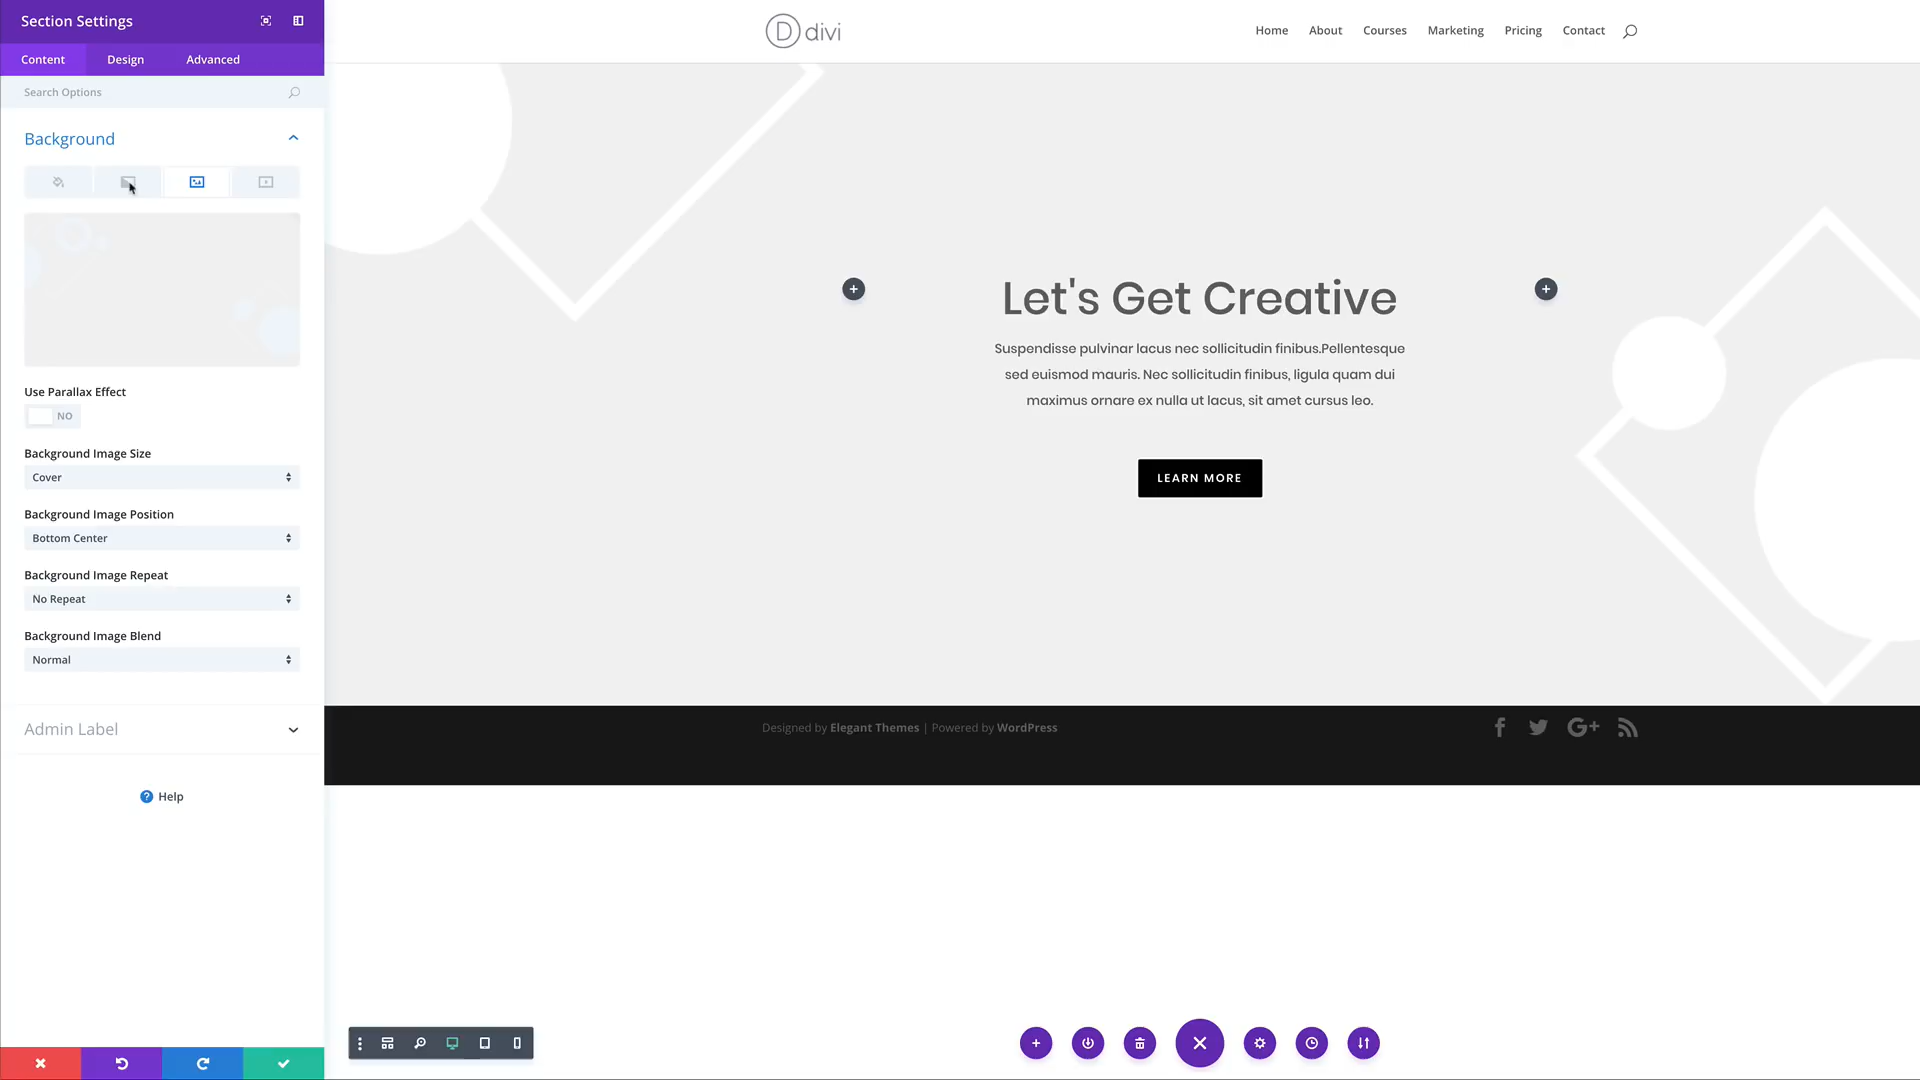 Section Settings
Content
Design
Advanced
Search Options
Background
Use Parallax Effect
NO
Background Image Size
Cover
Background Image Position
Bottom Center
Background Image Repeat
No Repeat
Background Image Blend
Normal
Admin Label
Help
D divi
Home
About
Courses
Marketing
Pricing
Contact
Let's Get Creative
Suspendisse pulvinar lacus nec sollicitudin finibus.Pellentesque
sed euismod mauris. Nec sollicitudin finibus, ligula quam dui
maximus ornare ex nulla ut lacus, sit amet cursus leo.
LEARN MORE
Designed by Elegant Themes | Powered by WordPress